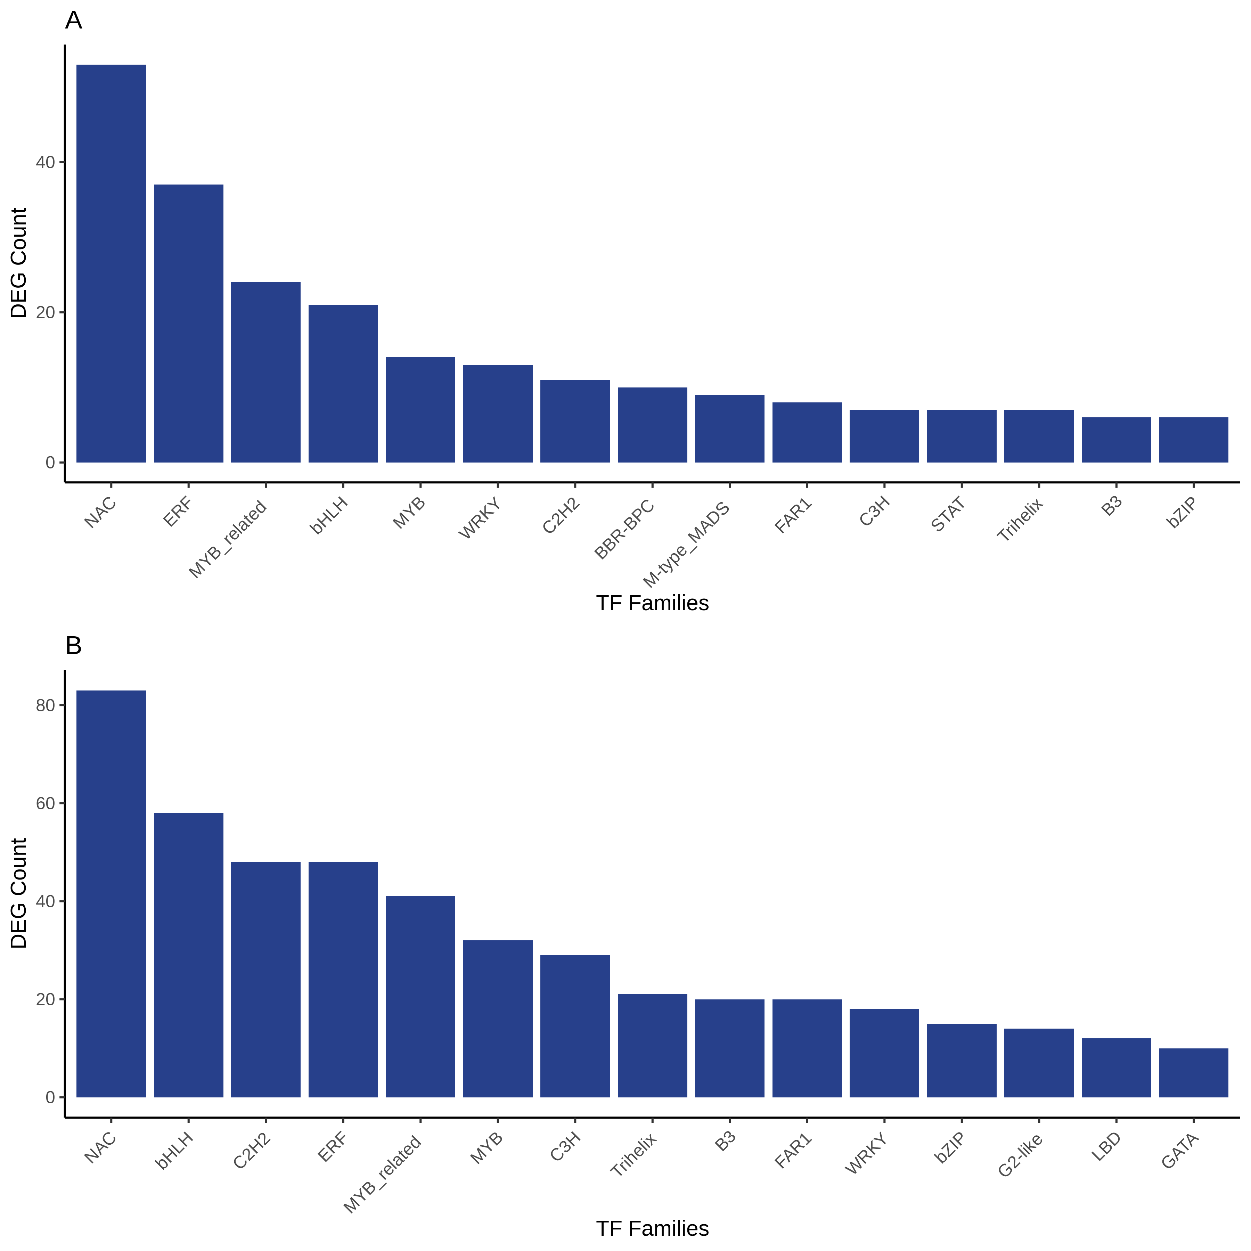 A
DEG Count
40
20
0
NAC
ERF
MYB_related
bHLH
MYB
WRKY
C2H2
BBR-BPC
M-type_MADS
FAR1
C3H
STAT
Trihelix
B3
bZIP
TF Families
B
DEG Count
80
60
40
20
0
NAC
bHLH
C2H2
ERF
MYB_related
MYB
C3H
Trihelix
B3
FAR1
WRKY
bZIP
G2-like
LBD
GATA
TF Families